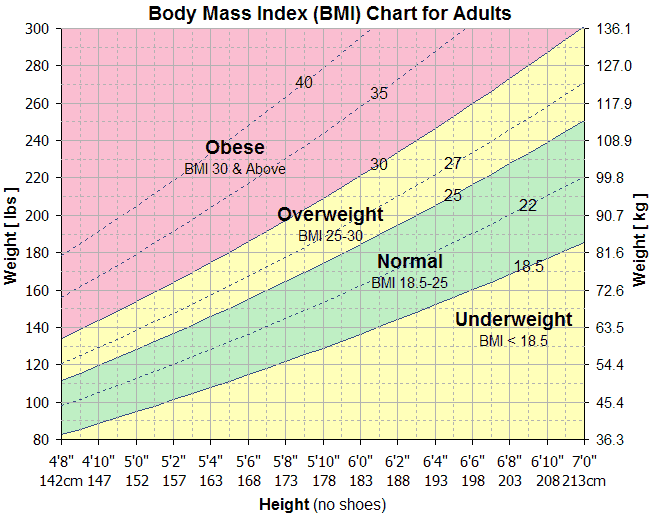 Body Mass Index (BMI) Chart for Adults
300 136.1
280 127.0
260 117.9
240 108.9
220 99.8
200 90.7
180 81.6
160 72.6
140 63.5
120 54.4
100 45.4
80 36.3
Weight [ lbs ]
Weight [ kg ]
40
35
Obese
BMI 30 & Above
30
27
25
Overweight
BMI 25-30
22
Normal
BMI 18.5-25
18.5
Underweight
BMI < 18.5
4'8" 4'10" 5'0" 5'2" 5'4" 5'6" 5'8" 5'10" 6'0" 6'2" 6'4" 6'6" 6'8" 6'10" 7'0"
142cm 147 152 157 163 168 173 178 183 188 193 198 203 208 213cm
Height (no shoes)